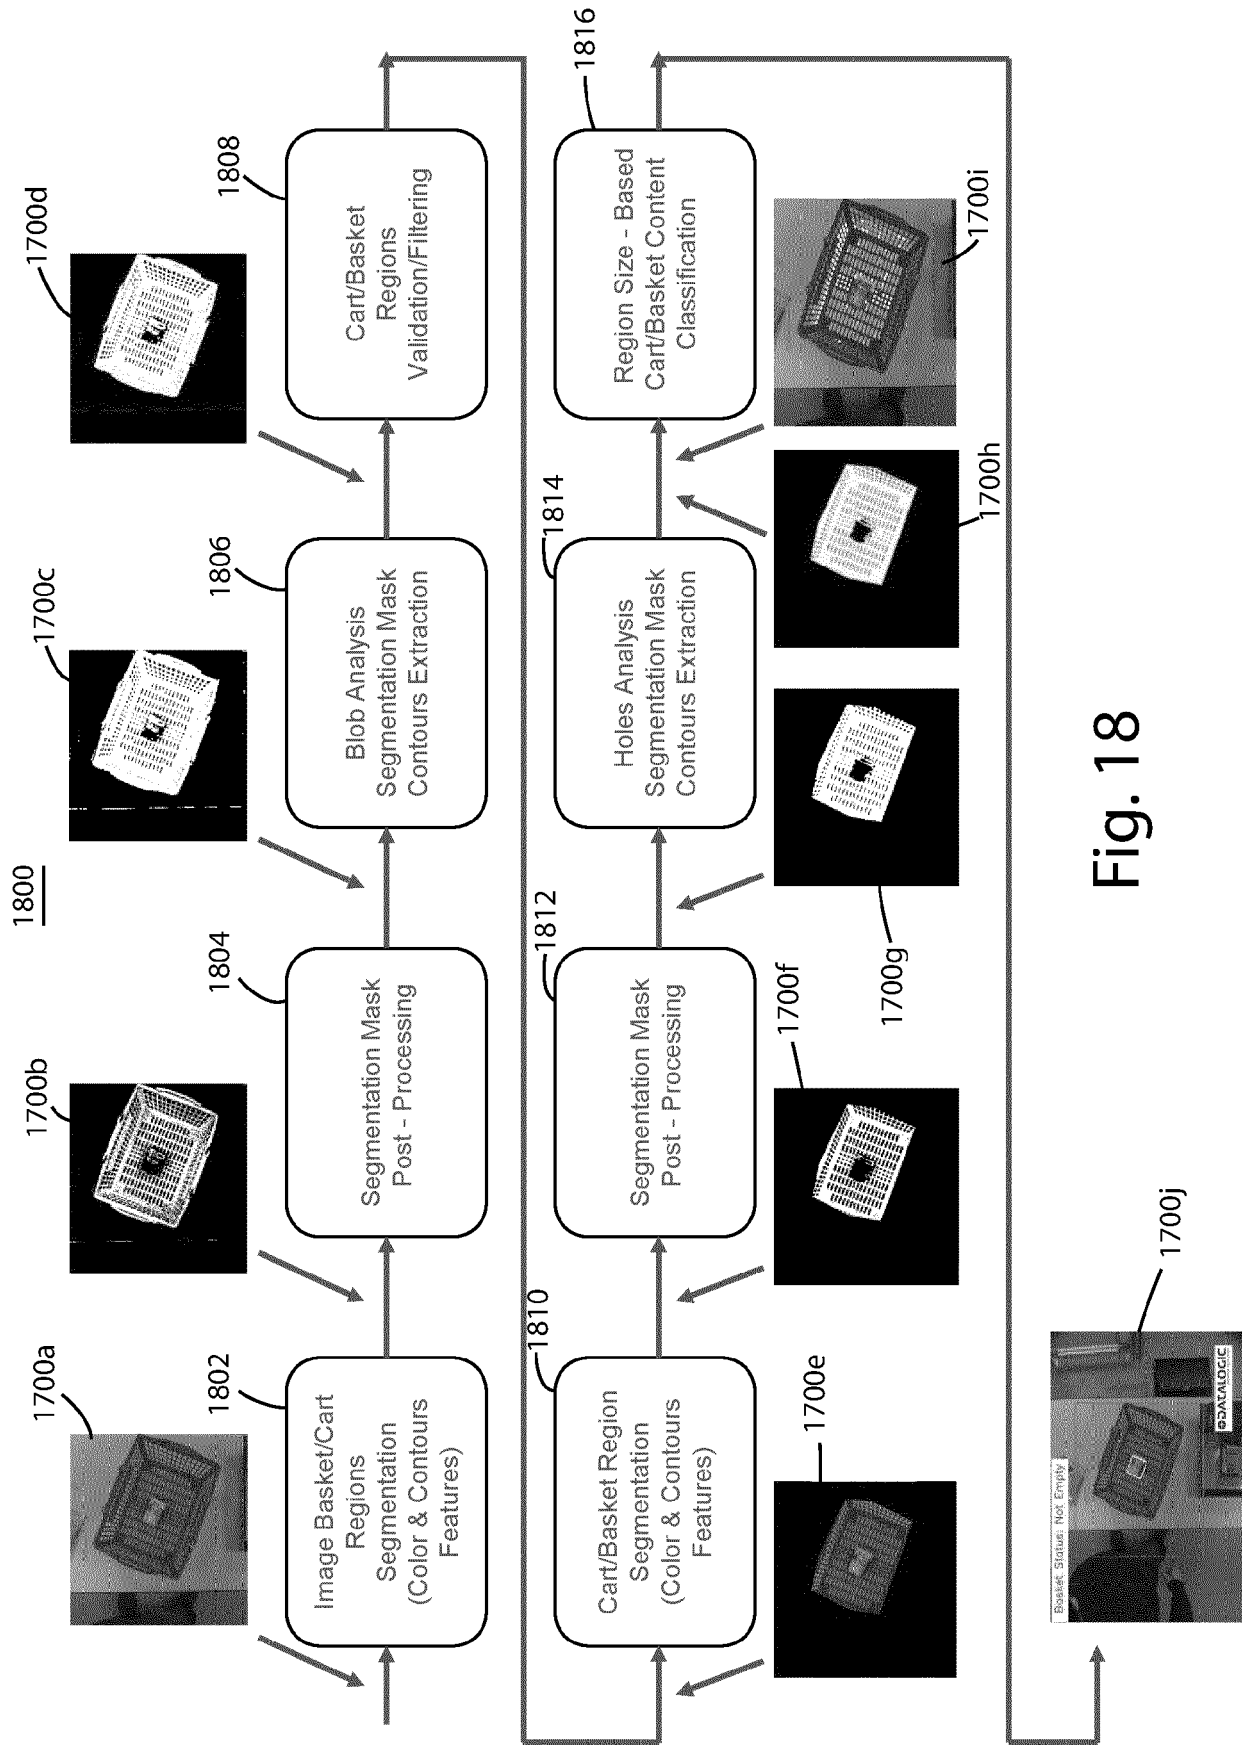 1800
1700a
1700b
1700c
1700d
1802
Image Basket/Cart
Regions
Segmentation
(Color & Contours
Features)
1804
Segmentation Mask
Post - Processing
1806
Blob Analysis
Segmentation Mask
Contours Extraction
1808
Cart/Basket
Regions
Validation/Filtering
1810
Cart/Basket Region
Segmentation
(Color & Contours
Features)
1812
Segmentation Mask
Post - Processing
1814
Holes Analysis
Segmentation Mask
Contours Extraction
1816
Region Size - Based
Cart/Basket Content
Classification
1700e
1700f
1700g
1700h
1700i
Basket Status: Not Empty
DATALOGIC
1700j
Fig. 18